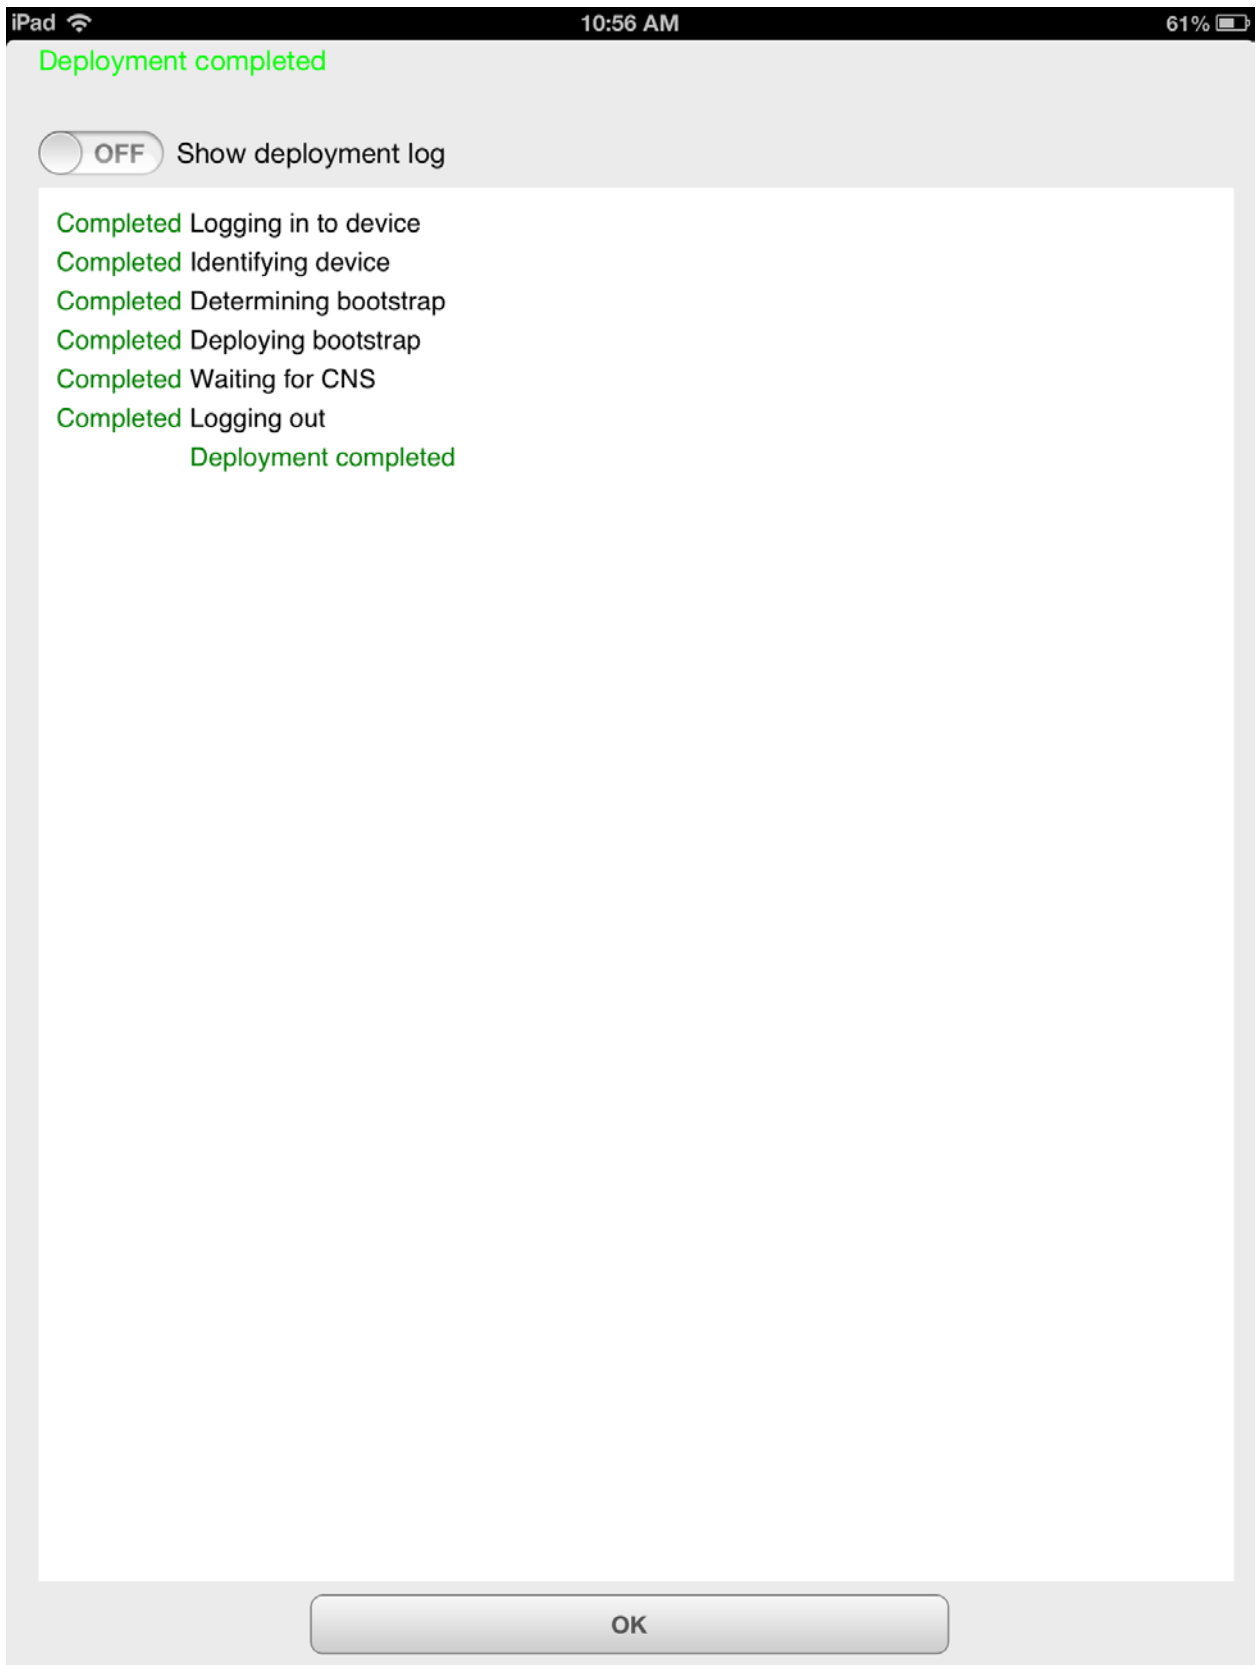 iPad 10:56 AM 61%
Deployment completed
OFF Show deployment log
Completed Logging in to device
Completed Identifying device
Completed Determining bootstrap
Completed Deploying bootstrap
Completed Waiting for CNS
Completed Logging out
Deployment completed
OK